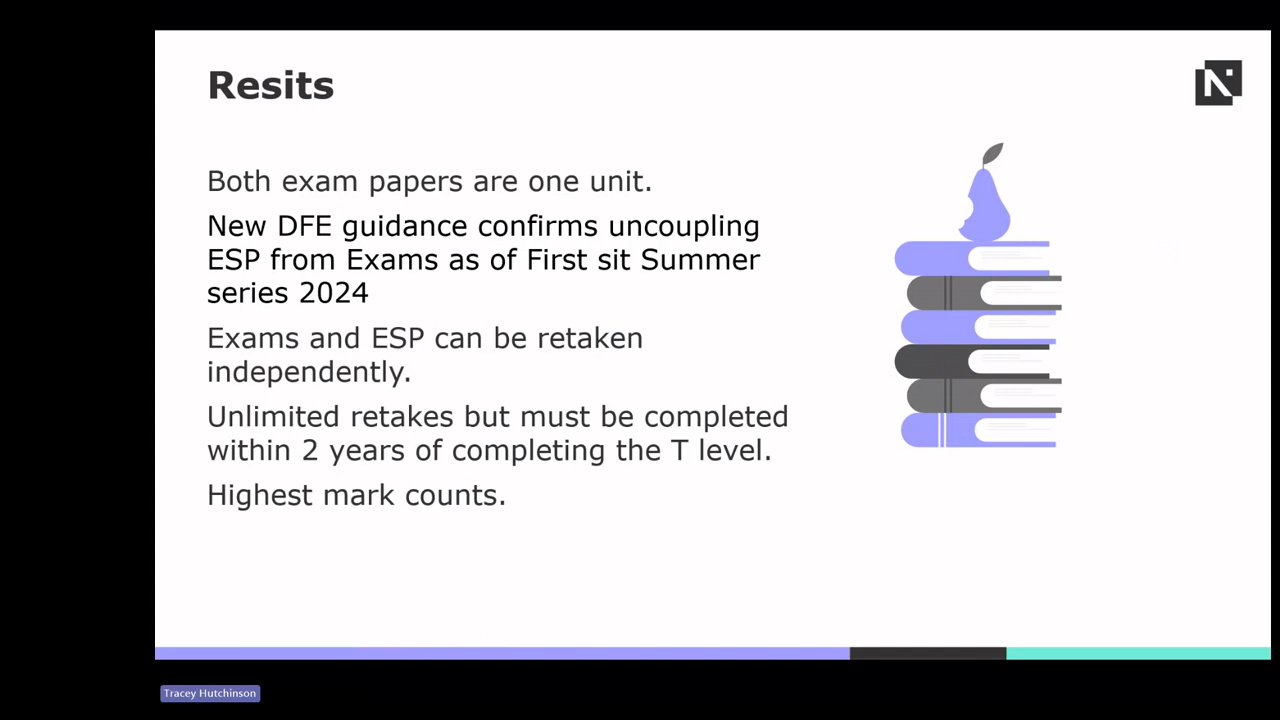 Resits
Both exam papers are one unit.
New DFE guidance confirms uncoupling
ESP from Exams as of First sit Summer
series 2024
Exams and ESP can be retaken
independently.
Unlimited retakes but must be completed
within 2 years of completing the T level.
Highest mark counts.
Tracey Hutchinson